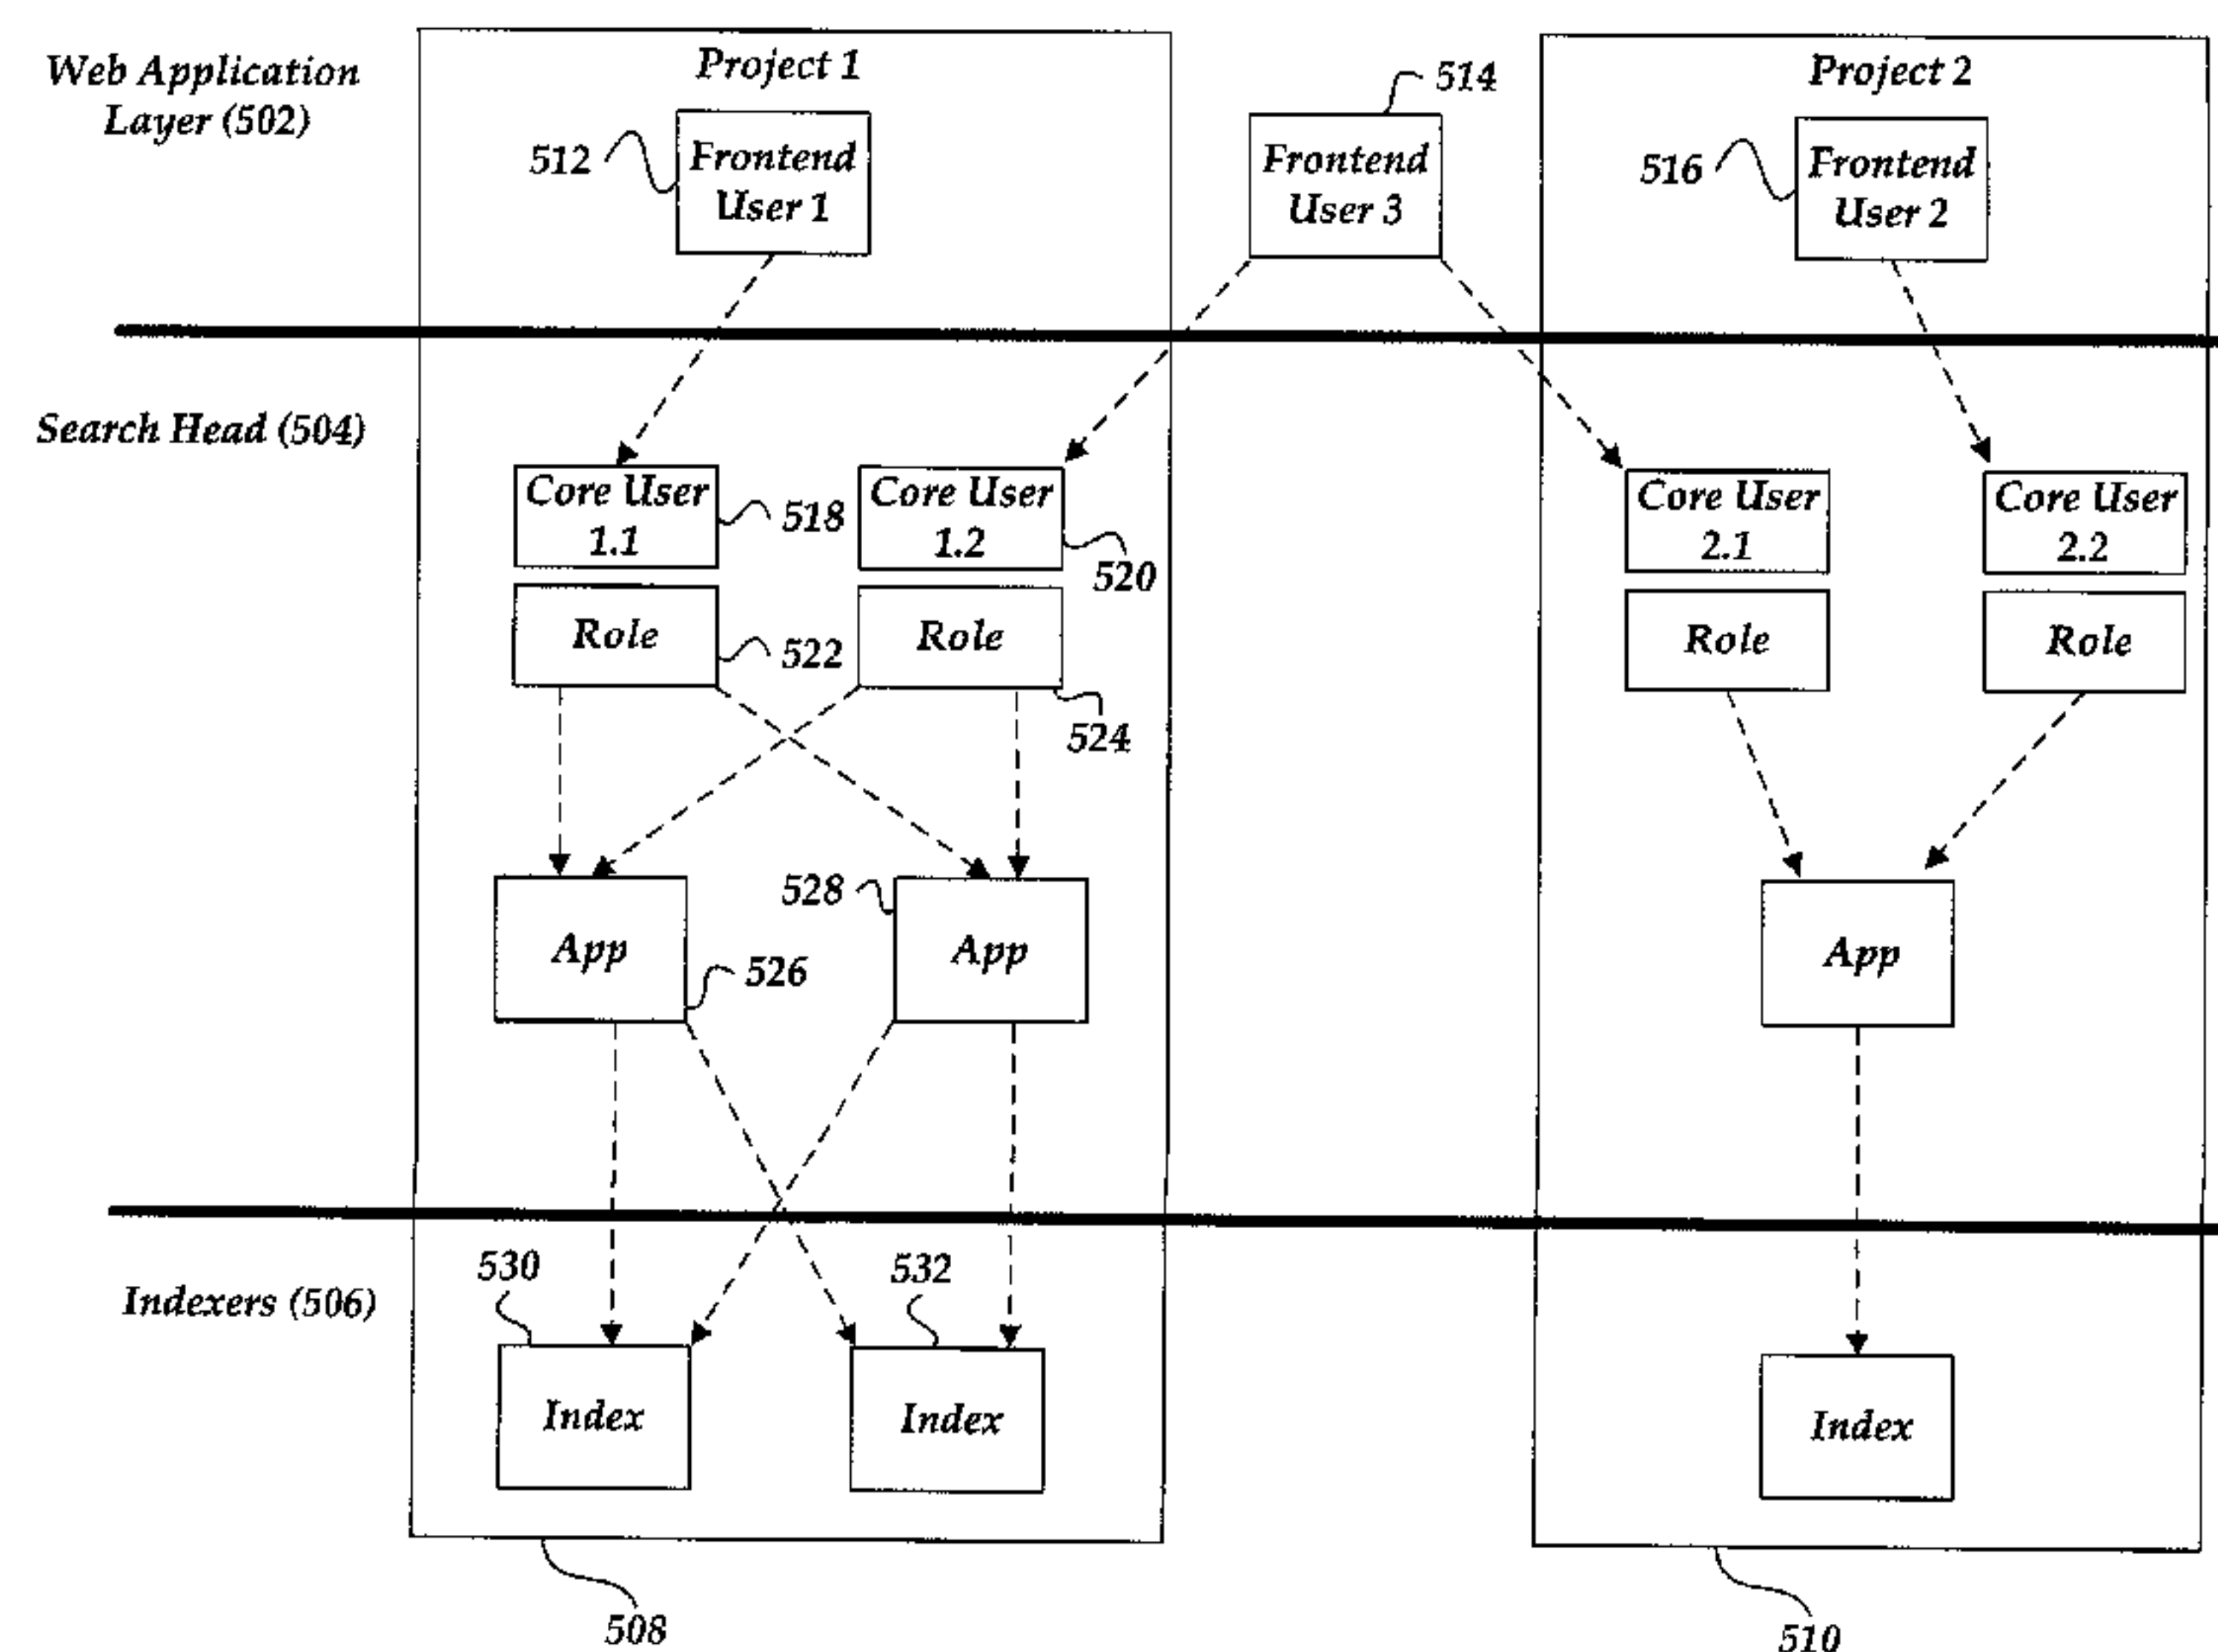 Web Application
Layer (502)
Project 1
514
Project 2
512
Frontend
User 1
Frontend
User 3
516
Frontend
User 2
Search Head (504)
Core User
1.1
518
Core User
1.2
520
Core User
2.1
Core User
2.2
Role
522
Role
524
Role
Role
App
526
528
App
App
Indexers (506)
530
532
Index
Index
Index
508
510